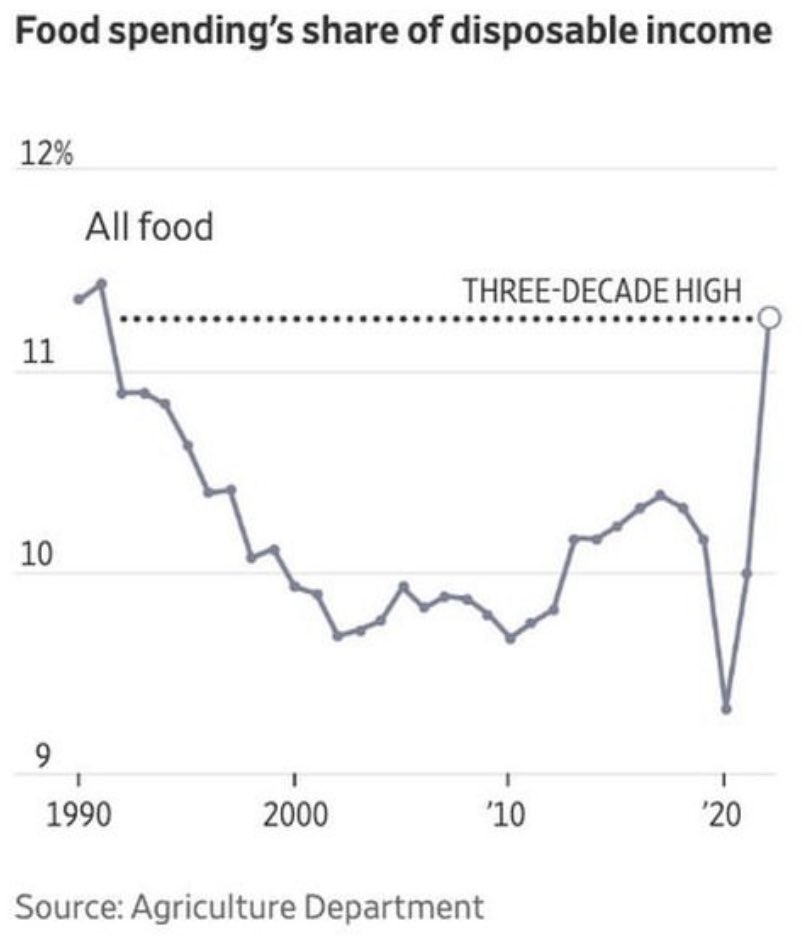 Food spending’s share of disposable income
12%
All food
THREE-DECADE HIGH
11
10
9
1990 2000 ’10 ’20
Source: Agriculture Department